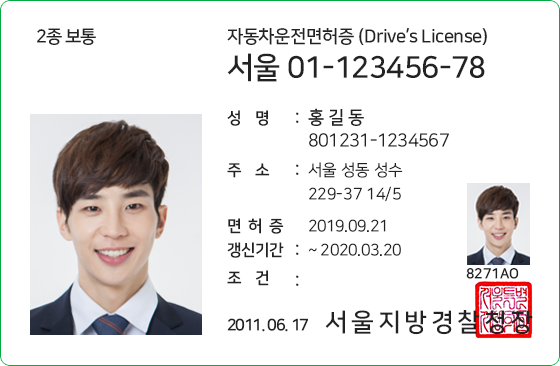 2종 보통
자동차운전면허증 (Drive's License)
서울 01-123456-78
성 명 : 홍 길 동
801231-1234567
주 소 : 서울 성동 성수
229-37 14/5
면 허 증 2019.09.21
갱신기간 : ~ 2020.03.20
조 건 :
8271AO
2011.06.17 서울지방경찰청장